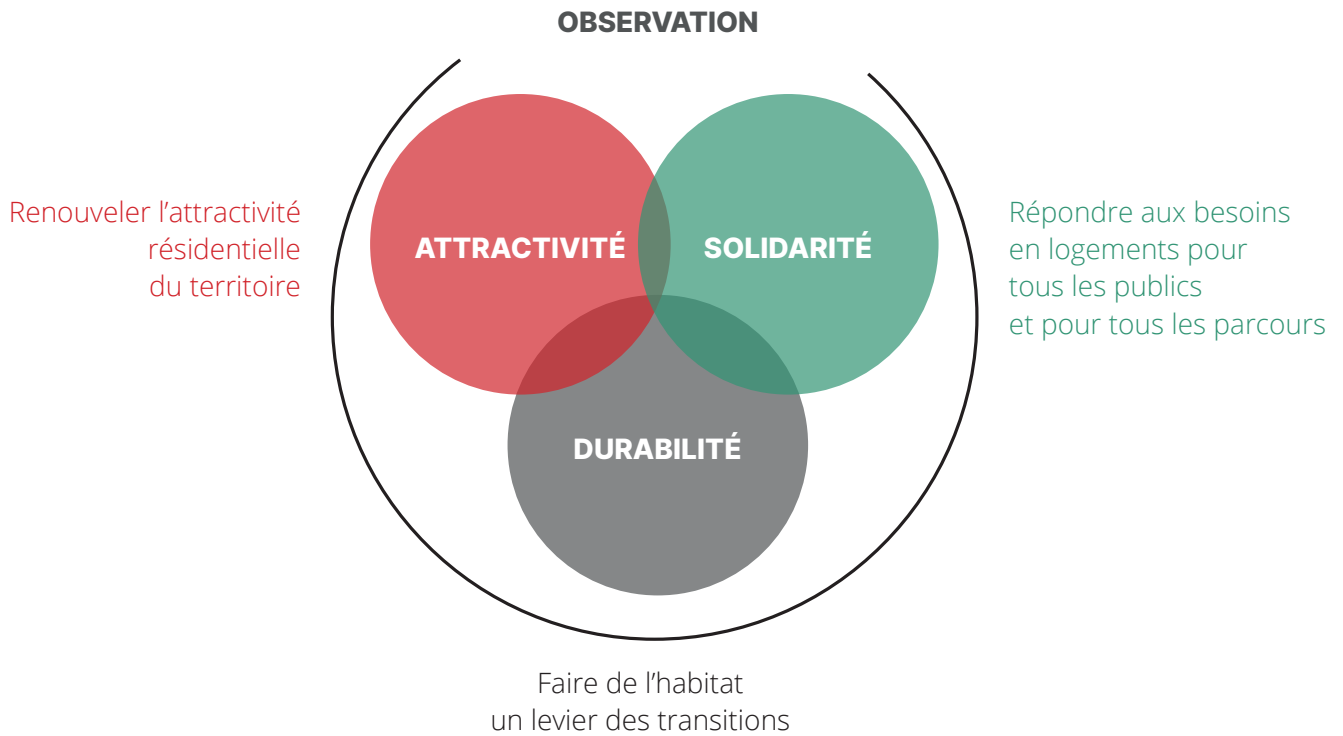 OBSERVATION
Renouveler l’attractivité
résidentielle
du territoire
ATTRACTIVITÉ
SOLIDARITÉ
Répondre aux besoins
en logements pour
tous les publics
et pour tous les parcours
DURABILITÉ
Faire de l’habitat
un levier des transitions